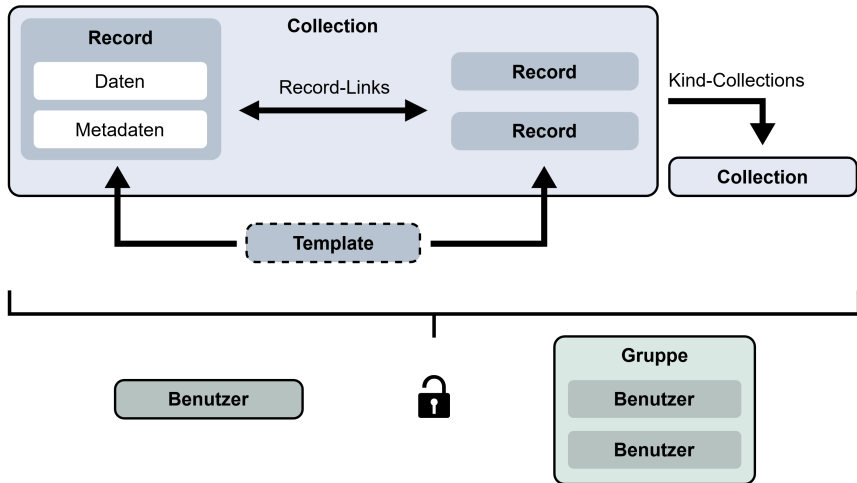 Collection
Record
Daten
Metadaten
Record-Links
Record
Record
Kind-Collections
Collection
Template
Benutzer
Gruppe
Benutzer
Benutzer